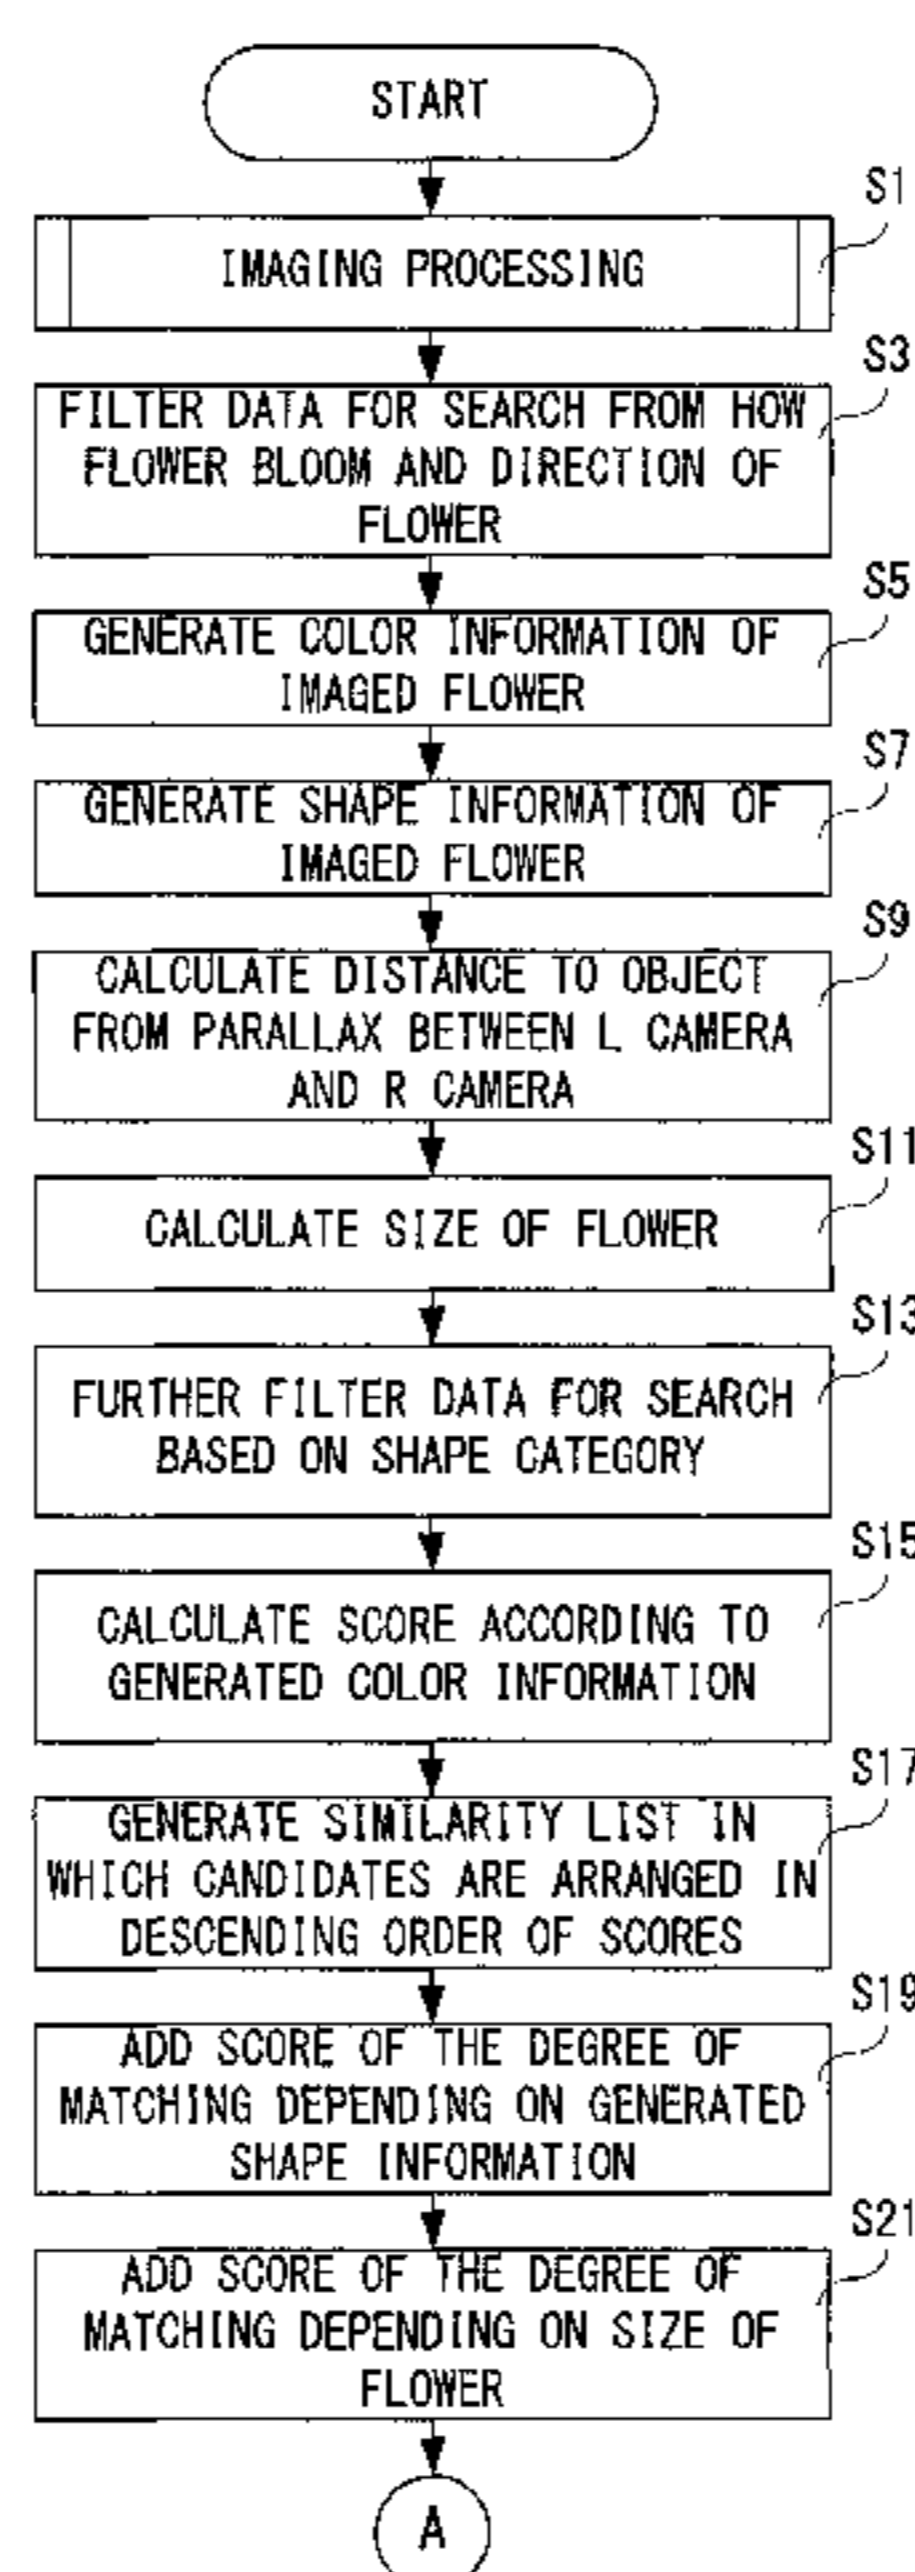 START
S1
IMAGING PROCESSING
S3
FILTER DATA FOR SEARCH FROM HOW
FLOWER BLOOM AND DIRECTION OF
FLOWER
S5
GENERATE COLOR INFORMATION OF
IMAGED FLOWER
S7
GENERATE SHAPE INFORMATION OF
IMAGED FLOWER
S9
CALCULATE DISTANCE TO OBJECT
FROM PARALLAX BETWEEN L CAMERA
AND R CAMERA
S11
CALCULATE SIZE OF FLOWER
S13
FURTHER FILTER DATA FOR SEARCH
BASED ON SHAPE CATEGORY
S15
CALCULATE SCORE ACCORDING TO
GENERATED COLOR INFORMATION
S17
GENERATE SIMILARITY LIST IN
WHICH CANDIDATES ARE ARRANGED IN
DESCENDING ORDER OF SCORES
S19
ADD SCORE OF THE DEGREE OF
MATCHING DEPENDING ON GENERATED
SHAPE INFORMATION
S21
ADD SCORE OF THE DEGREE OF
MATCHING DEPENDING ON SIZE OF
FLOWER
A